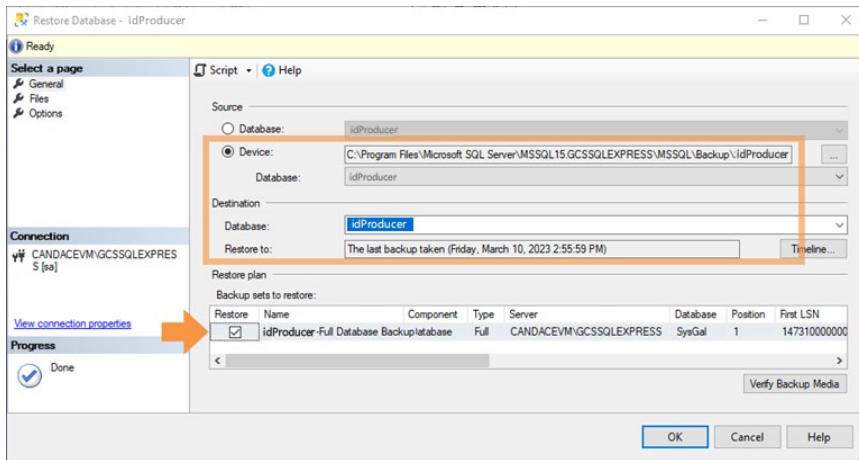 Restore Database - idProducer
Ready
Select a page
General
Files
Options
Script
Help
Source
Database:
idProducer
Device:
C:\Program Files\Microsoft SQL Server\MSSQL15.GCSSQLEXPRESS\MSSQL\Backup\idProducer
...
Database:
idProducer
Destination
Database:
idProducer
Restore to:
The last backup taken (Friday, March 10, 2023 2:55:59 PM)
Timeline...
Restore plan
Backup sets to restore:
Restore Name Component Type Server Database Position First LSN
idProducer-Full Database Backup atabase Full CANDACEVM\GCSSQLEXPRESS SysGal 1 147310000000
Verify Backup Media
Connection
CANDACEVM\GCSSQLEXPRES
S [sa]
View connection properties
Progress
Done
OK
Cancel
Help